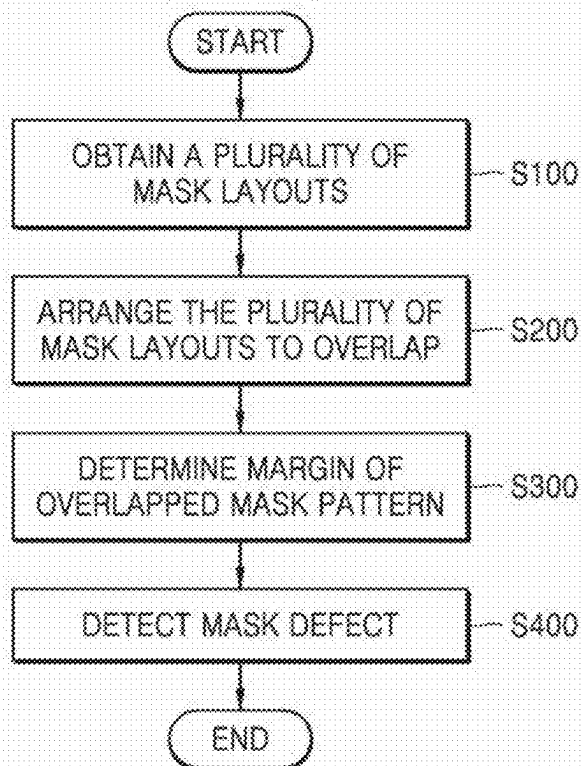 START
OBTAIN A PLURALITY OF
MASK LAYOUTS
S100
ARRANGE THE PLURALITY OF
MASK LAYOUTS TO OVERLAP
S200
DETERMINE MARGIN OF
OVERLAPPED MASK PATTERN
S300
DETECT MASK DEFECT
S400
END